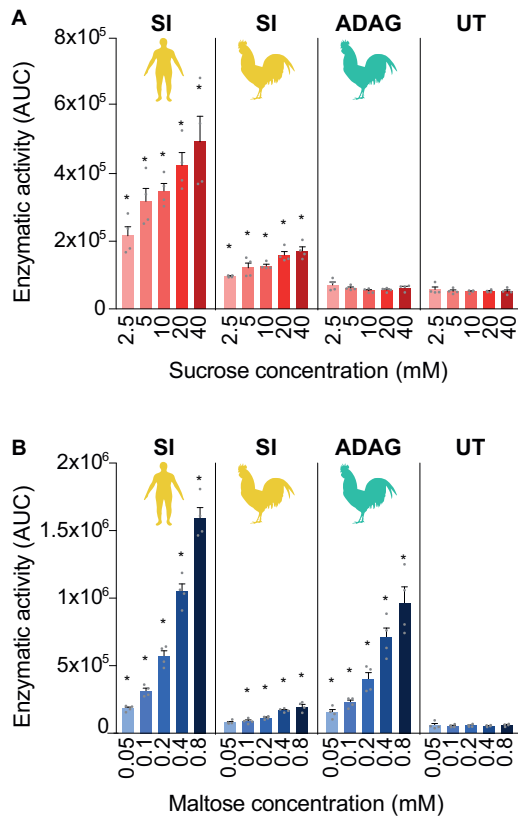 A
SI SI ADAG UT
Enzymatic activity (AUC)
8x10⁵
6x10⁵
4x10⁵
2x10⁵
0
* * * * *
* * * * *
2.5 5 10 20 40 2.5 5 10 20 40 2.5 5 10 20 40 2.5 5 10 20 40
Sucrose concentration (mM)
B
SI SI ADAG UT
Enzymatic activity (AUC)
2x10⁶
1.5x10⁶
1x10⁶
5x10⁵
0
* * * * *
* * * *
* * * * *
0.05 0.1 0.2 0.4 0.8 0.05 0.1 0.2 0.4 0.8 0.05 0.1 0.2 0.4 0.8 0.05 0.1 0.2 0.4 0.8
Maltose concentration (mM)